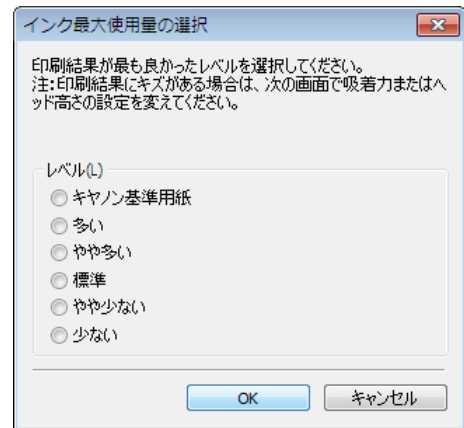 インク最大使用量の選択
印刷結果が最も良かったレベルを選択してください。
注:印刷結果にキズがある場合は、次の画面で吸着力またはヘ
ッド高さの設定を変えてください。
レベル(L)
キヤノン基準用紙
多い
やや多い
標準
やや少ない
少ない
OK
キャンセル